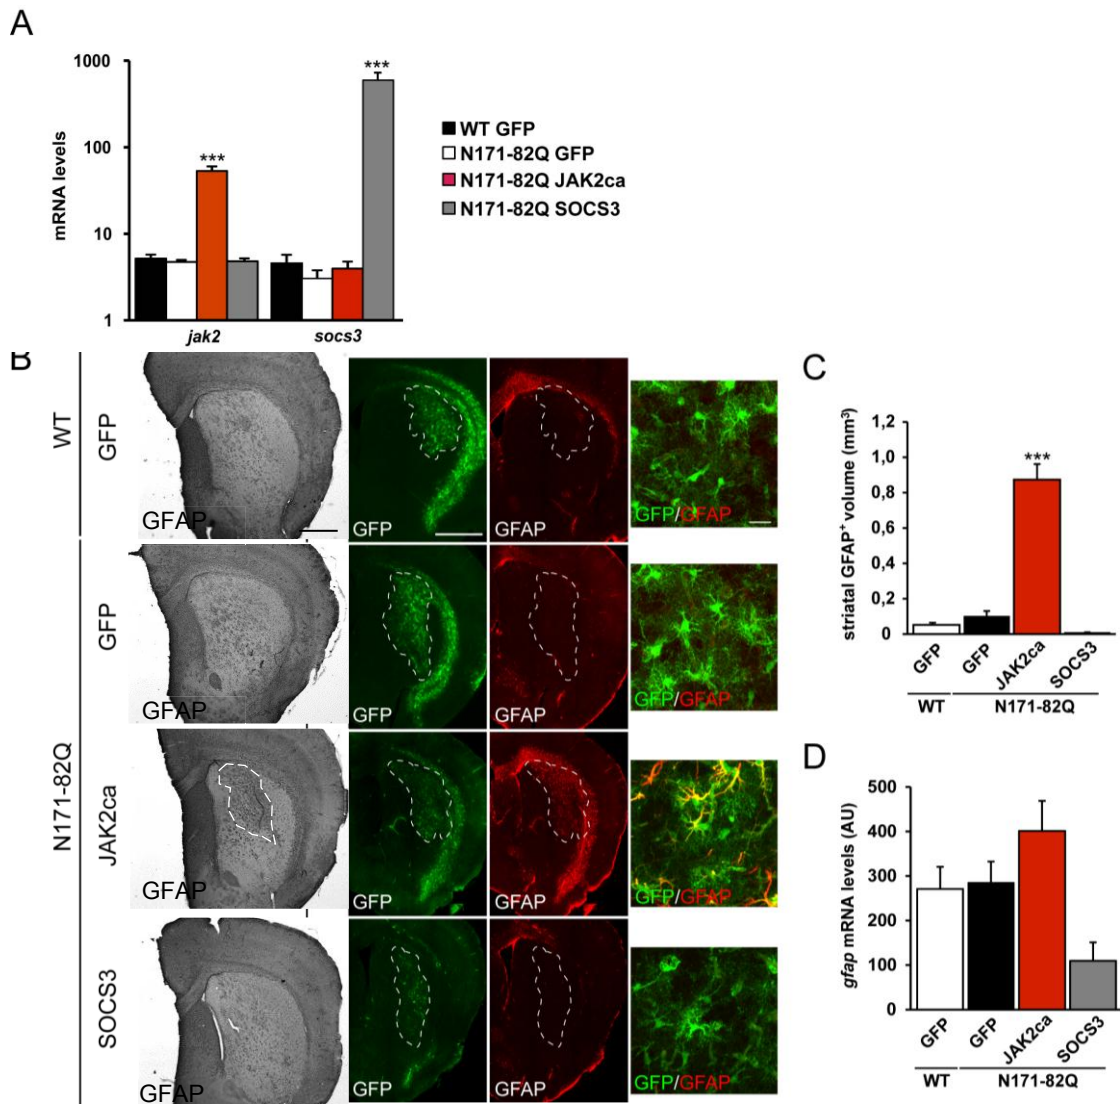 A
1000
100
10
1
mRNA levels
***
***
jak2
socs3
WT GFP
N171-82Q GFP
N171-82Q JAK2ca
N171-82Q SOCS3
B
WT
GFP
GFAP
GFP
GFAP
GFP/GFAP
N171-82Q
GFP
GFAP
GFP
GFAP
GFP/GFAP
JAK2ca
GFAP
GFP
GFAP
GFP/GFAP
SOCS3
GFAP
GFP
GFAP
GFP/GFAP
C
striatal GFAP⁺ volume (mm³)
1,2
1,0
0,8
0,6
0,4
0,2
0
***
GFP
GFP
JAK2ca
SOCS3
WT
N171-82Q
D
gfap mRNA levels (AU)
500
400
300
200
100
0
GFP
GFP
JAK2ca
SOCS3
WT
N171-82Q